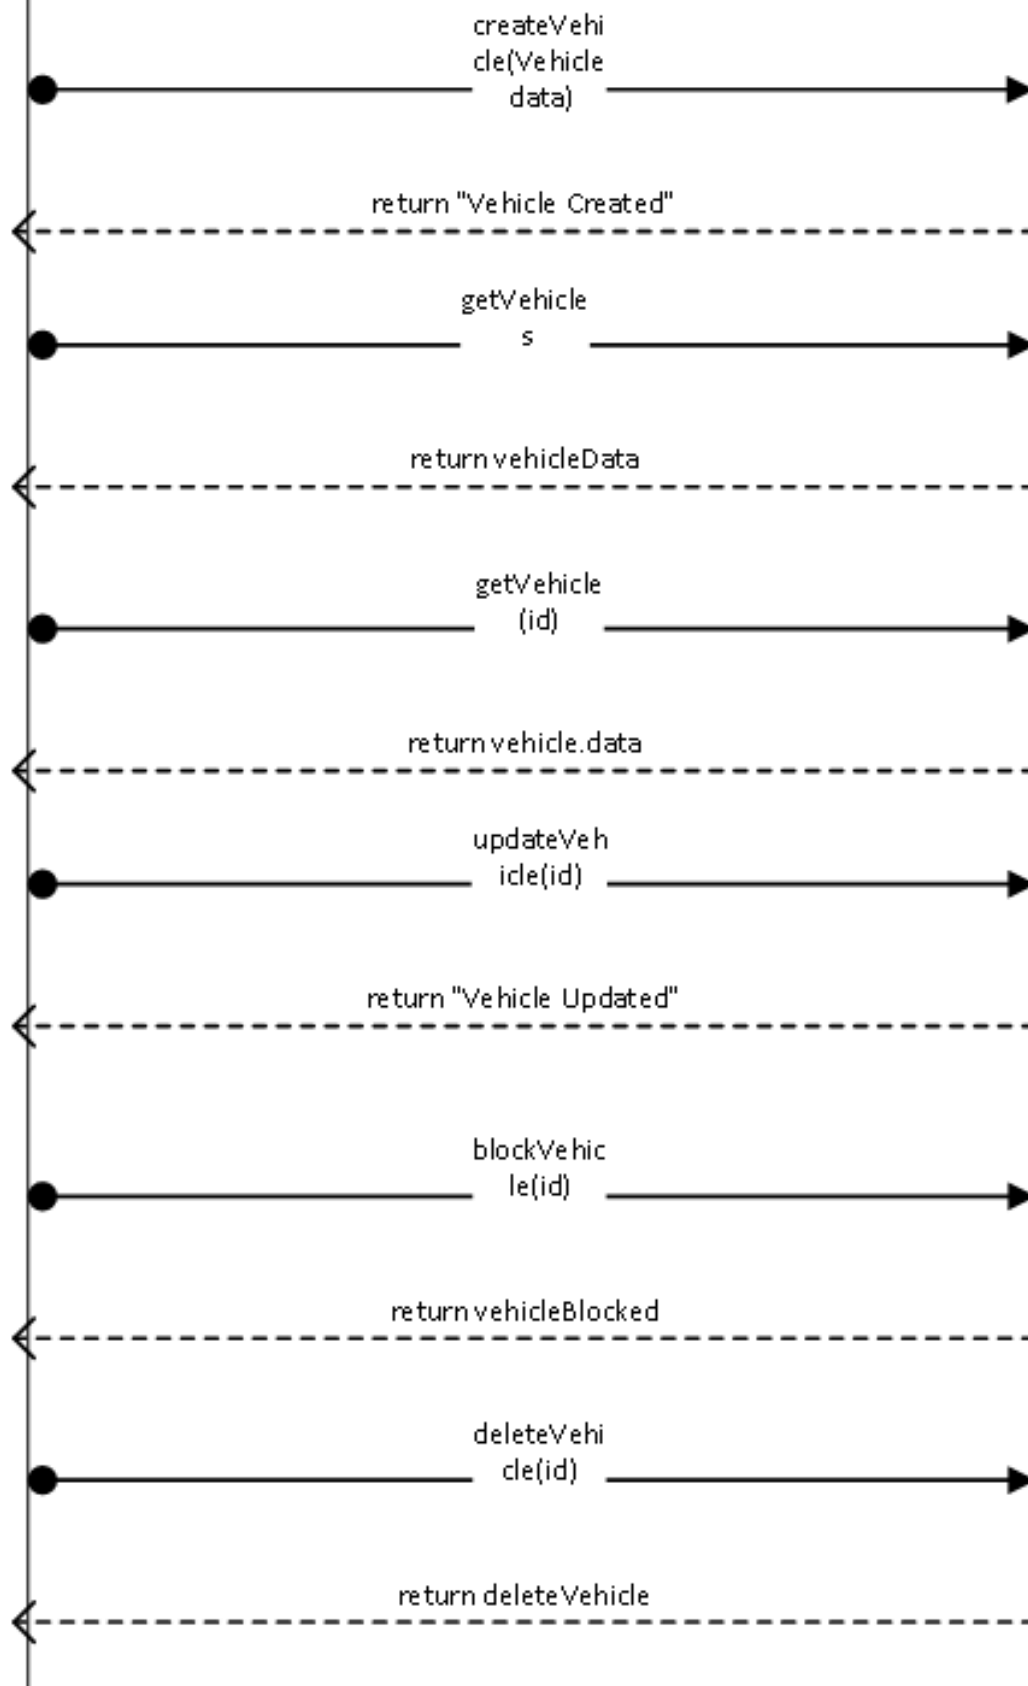 createVehi
cle(Vehicle
data)
return "Vehicle Created"
getVehicle
s
return vehicleData
getVehicle
(id)
return vehicle.data
updateVeh
icle(id)
return "Vehicle Updated"
blockVehic
le(id)
return vehicleBlocked
deleteVehi
cle(id)
return deleteVehicle